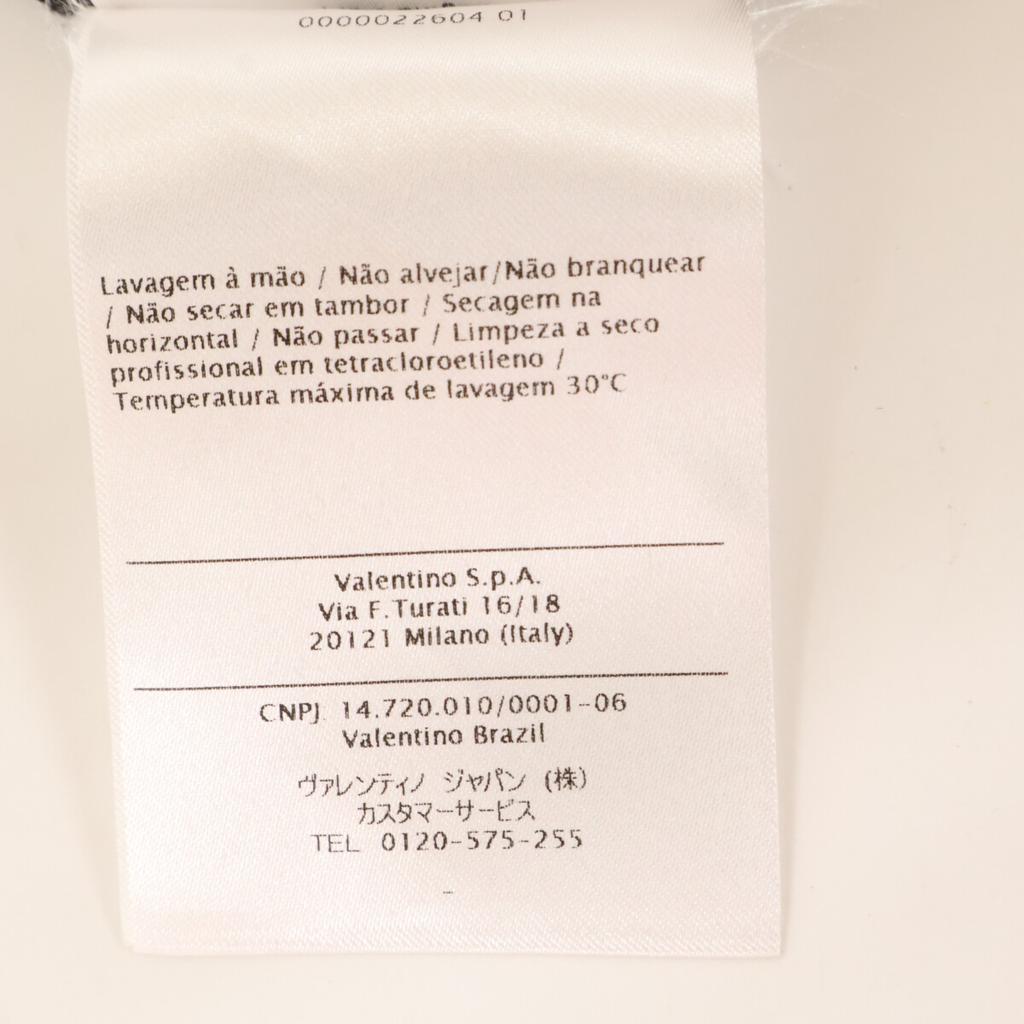 0000022604 01
Lavagem à mão / Não alvejar/Não branquear
/ Não secar em tambor / Secagem na
horizontal / Não passar / Limpeza a seco
profissional em tetracloroetileno /
Temperatura máxima de lavagem 30°C
Valentino S.p.A.
Via F.Turati 16/18
20121 Milano (Italy)
CNPJ: 14.720.010/0001-06
Valentino Brazil
ヴァレンティノ ジャパン (株)
カスタマーサービス
TEL 0120-575-255
-